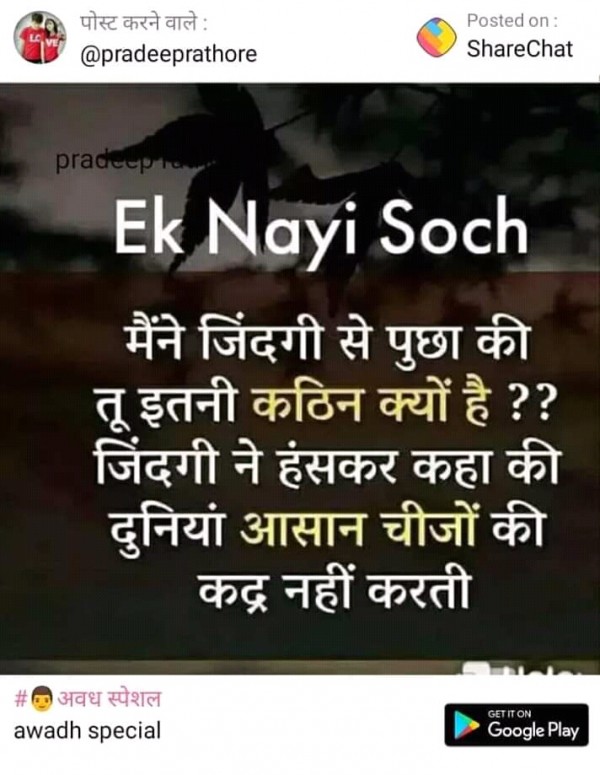 पोस्ट करने वाले :
@pradeeprathore
Posted on :
ShareChat
LOVE
Ek Nayi Soch
मैंने जिंदगी से पुछा की
तू इतनी कठिन क्यों है ??
जिंदगी ने हंसकर कहा की
दुनियां आसान चीजों की
कद्र नहीं करती
#👨अवध स्पेशल
awadh special
GET IT ON
Google Play